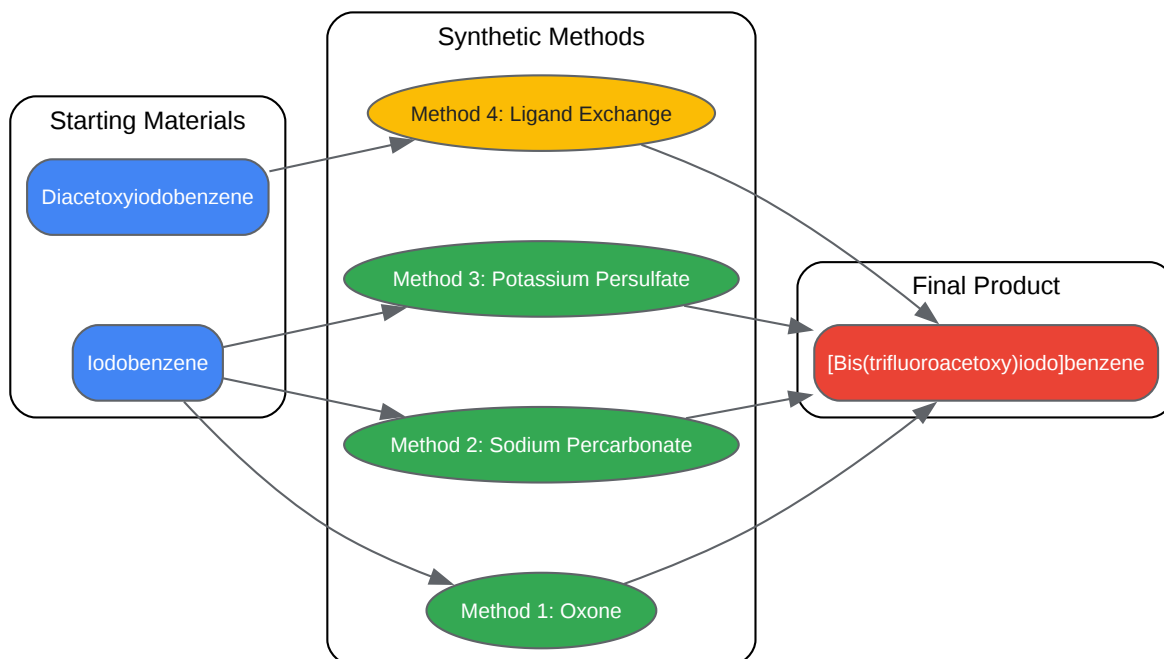 Starting Materials
Diacetoxyiodobenzene
Iodobenzene
Synthetic Methods
Method 4: Ligand Exchange
Method 3: Potassium Persulfate
Method 2: Sodium Percarbonate
Method 1: Oxone
Final Product
[Bis(trifluoroacetoxy)iodo]benzene